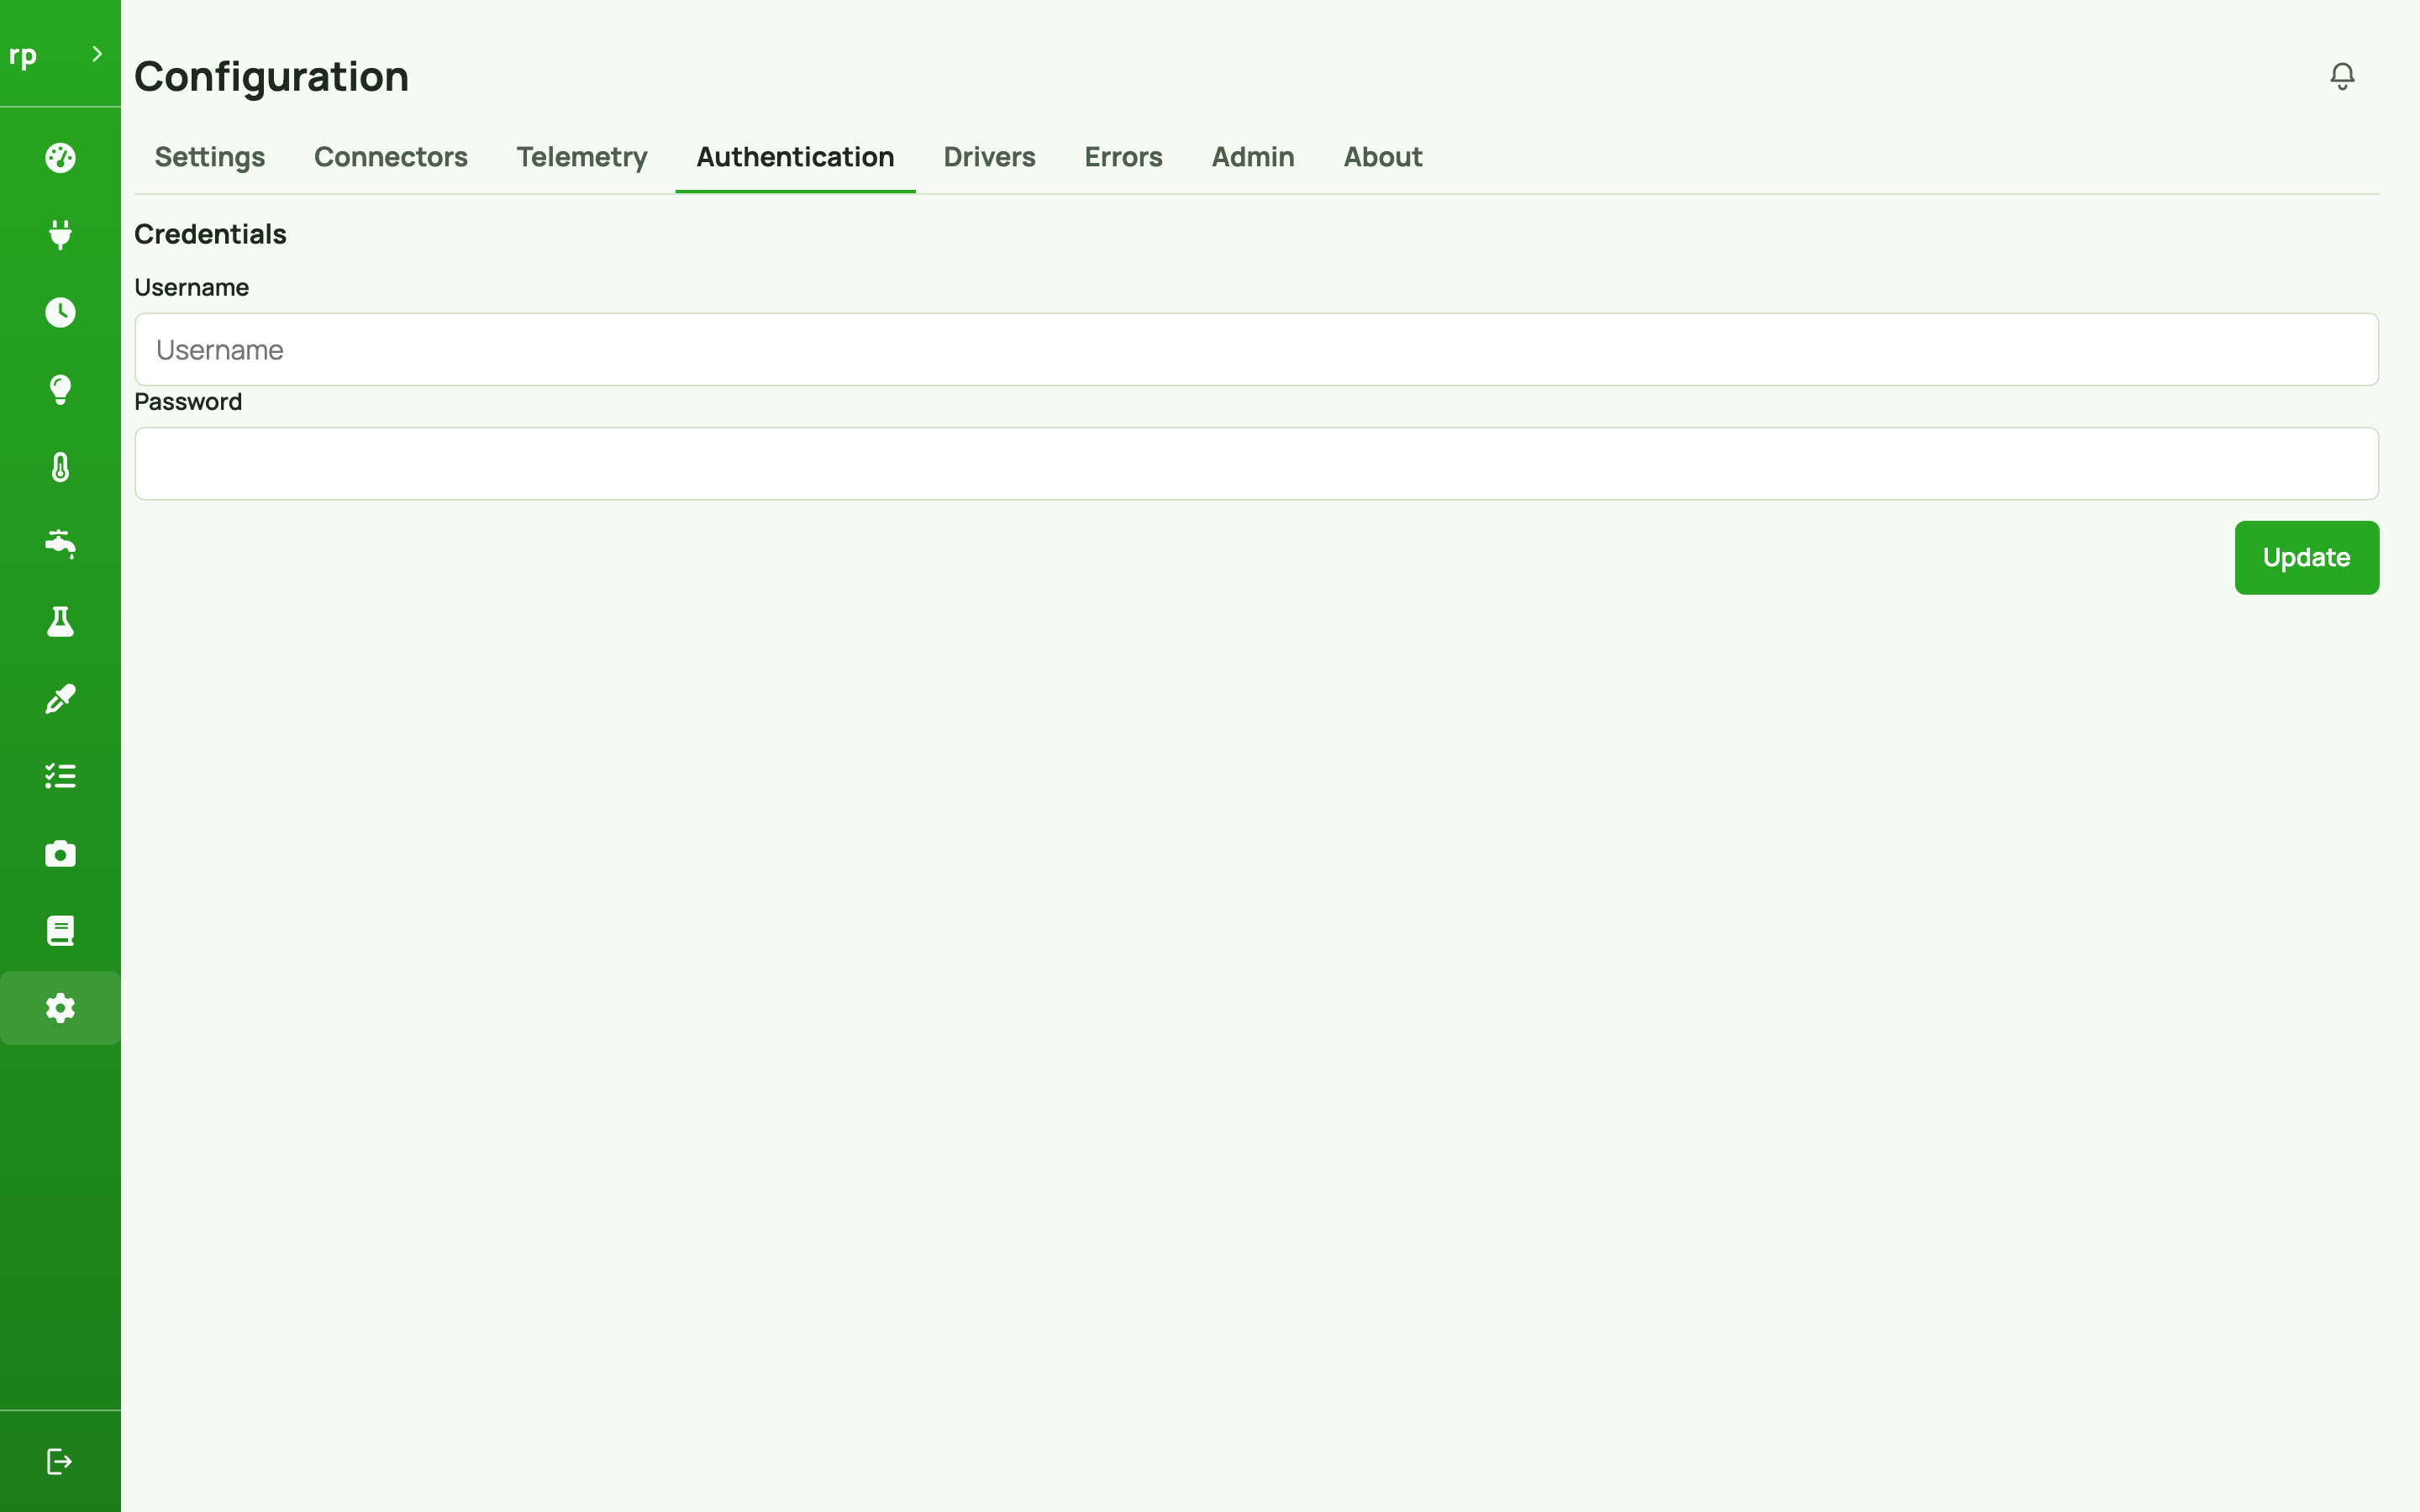 rp
Configuration
Settings Connectors Telemetry Authentication Drivers Errors Admin About
Credentials
Username
Username
Password
Update